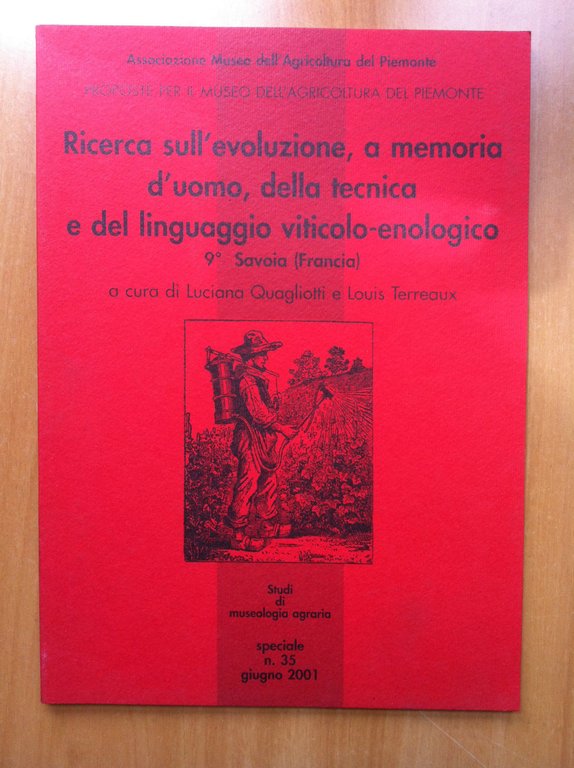 Associazione Museo dell'Agricoltura del Piemonte
PROPOSTE PER IL MUSEO DELL'AGRICOLTURA DEL PIEMONTE
Ricerca sull'evoluzione, a memoria
d'uomo, della tecnica
e del linguaggio viticolo-enologico
9° Savoia (Francia)
a cura di Luciana Quagliotti e Louis Terreaux
Studi
di
museologia agraria
speciale
n. 35
giugno 2001